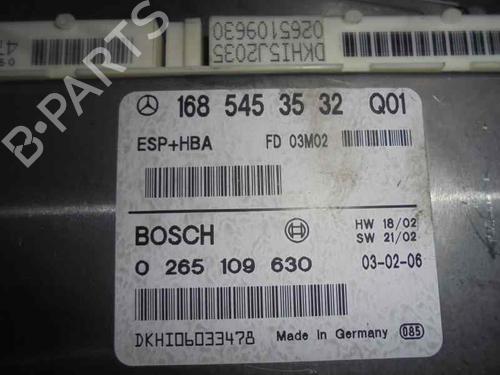 0265109630
DKHI5J2035
168 545 35 32 Q01
ESP+HBA FD 03M02
BOSCH HW 18/02
SW 21/02
0 265 109 630 03-02-06
DKHI06033478 Made in Germany 085
B-PARTS